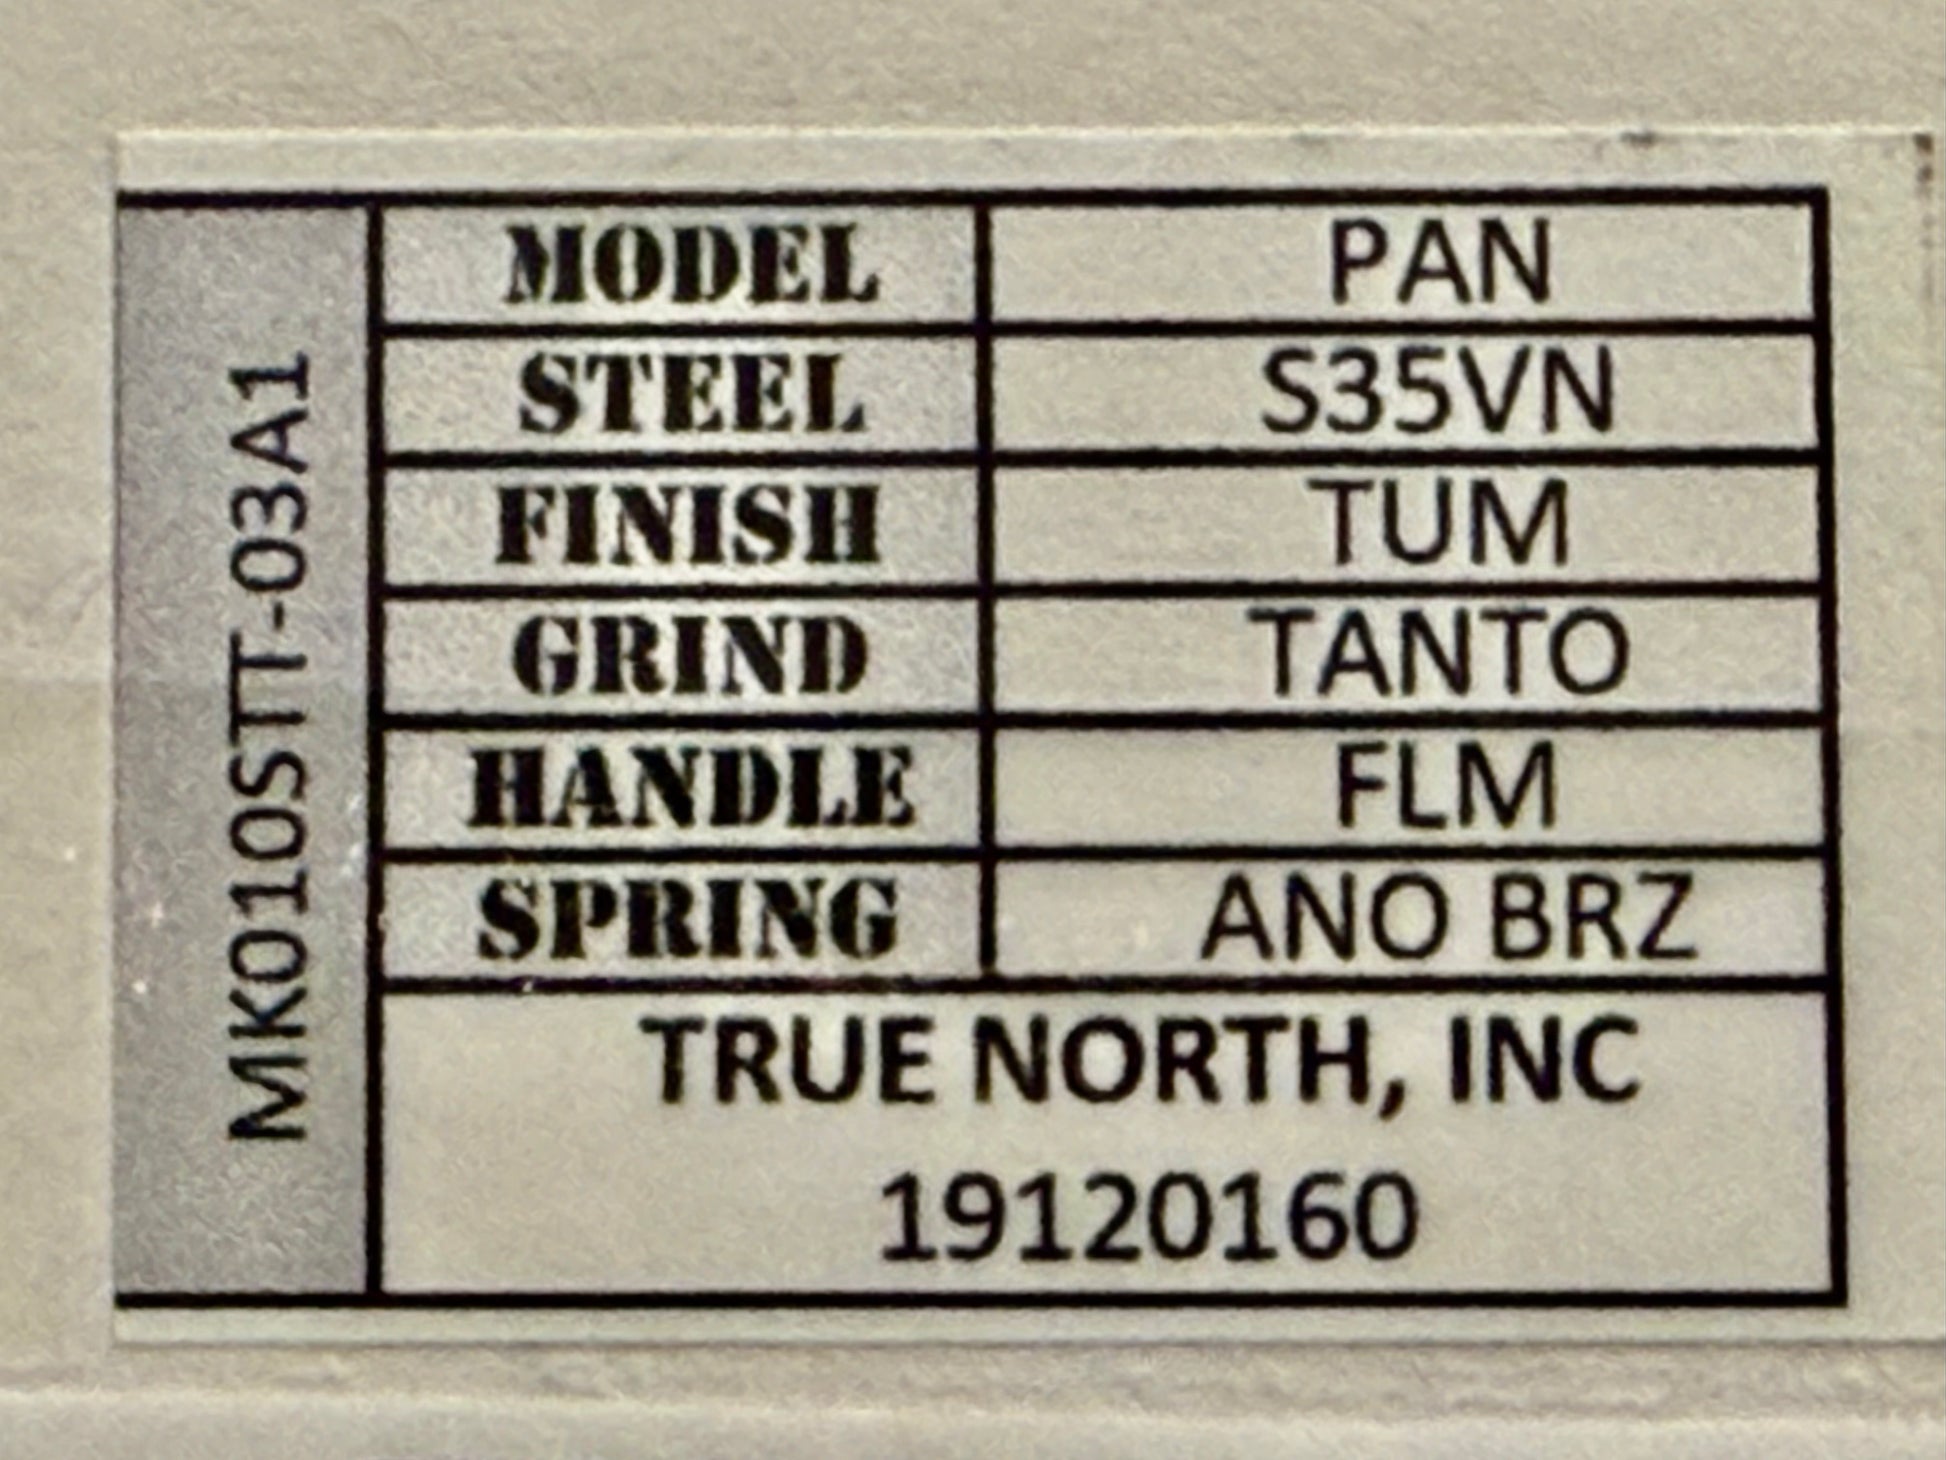 MK010STT-03A1
MODEL PAN
STEEL S35VN
FINISH TUM
GRIND TANTO
HANDLE FLM
SPRING ANO BRZ
TRUE NORTH, INC
19120160